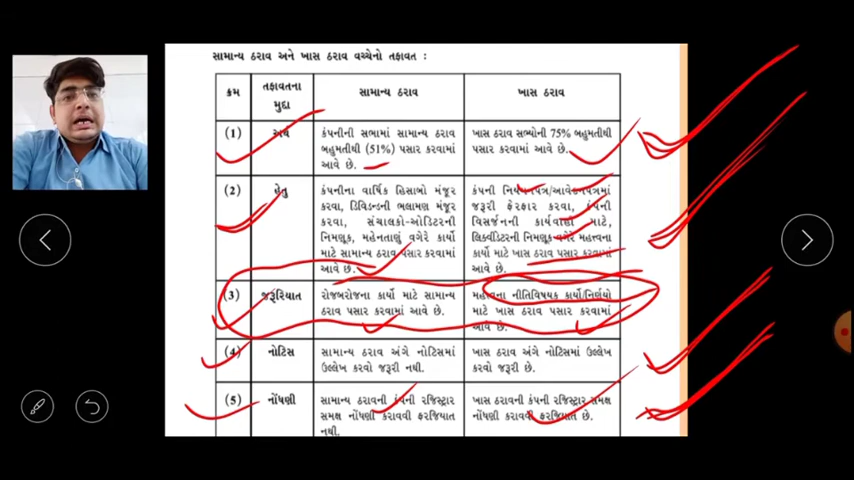 સામાન્ય ઠરાવ અને ખાસ ઠરાવ વચ્ચેનો તફાવત :
ક્રમ
તફાવતના
મુદ્દા
સામાન્ય ઠરાવ
ખાસ ઠરાવ
(1)
અર્થ
કંપનીની સભામાં સામાન્ય ઠરાવ
બહુમતીથી (51%) પસાર કરવામાં
આવે છે.
ખાસ ઠરાવ સભ્યોની 75% બહુમતીથી
પસાર કરવામાં આવે છે.
(2)
હેતુ
કંપનીના વાર્ષિક હિસાબો મંજૂર
કરવા, ડિવિડન્ડની ભલામણ મંજૂર
કરવા, સંચાલકો-ઓડિટરની
નિમણૂક, મહેનતાણું વગેરે કાર્યો
માટે સામાન્ય ઠરાવ પસાર કરવામાં
આવે છે.
કંપની નિયમનપત્ર/આવેદનપત્રમાં
જરૂરી ફેરફાર કરવા, કંપની
વિસર્જનની કાર્યવાહી માટે,
લિક્વીડિટરની નિમણૂક વગેરે મહત્ત્વના
કાર્યો માટે ખાસ ઠરાવ પસાર કરવામાં
આવે છે.
(3)
જરૂરિયાત
રોજબરોજના કાર્યો માટે સામાન્ય
ઠરાવ પસાર કરવામાં આવે છે.
મહત્ત્વના નીતિવિષયક કાર્યો/નિર્ણયો
માટે ખાસ ઠરાવ પસાર કરવામાં
આવે છે.
(4)
નોટિસ
સામાન્ય ઠરાવ અંગે નોટિસમાં
ઉલ્લેખ કરવો જરૂરી નથી.
ખાસ ઠરાવ અંગે નોટિસમાં ઉલ્લેખ
કરવો જરૂરી છે.
(5)
નોંધણી
સામાન્ય ઠરાવની કંપની રજિસ્ટ્રાર
સમક્ષ નોંધણી કરાવવી ફરજિયાત
નથી.
ખાસ ઠરાવની કંપની રજિસ્ટ્રાર સમક્ષ
નોંધણી કરાવવી ફરજિયાત છે.